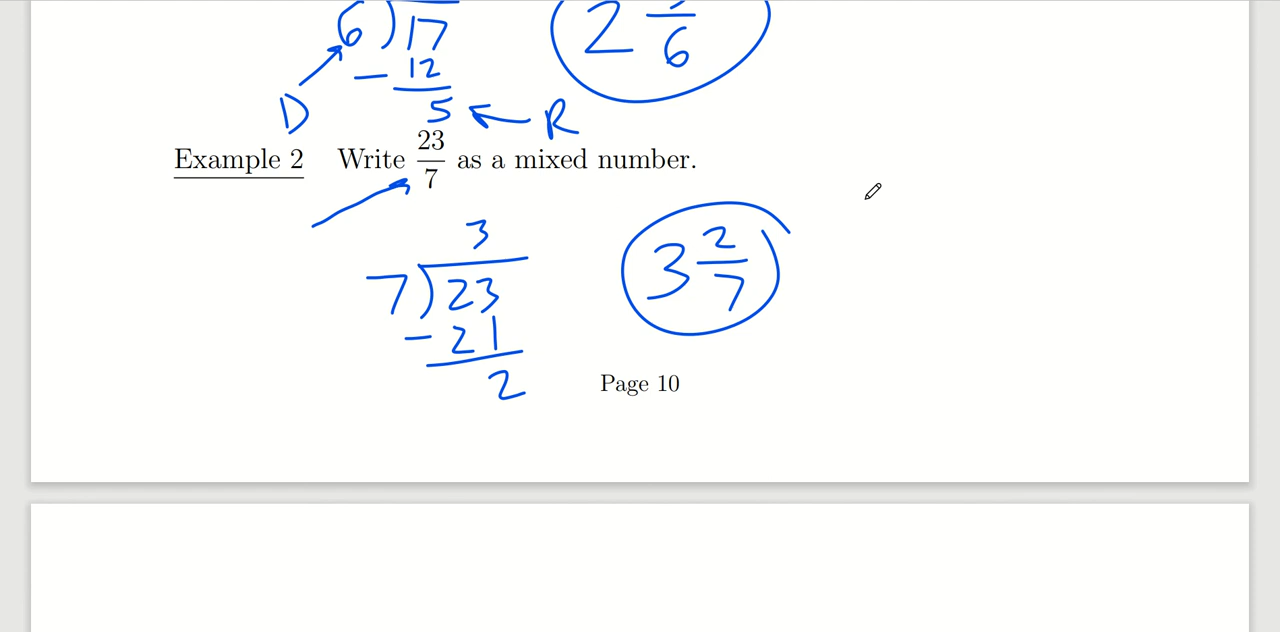 6 ) 17 2 /6
- 12
D 5 ← R
Example 2 Write 23/7 as a mixed number.
3
7 ) 23 3 2/7
- 21
2
Page 10